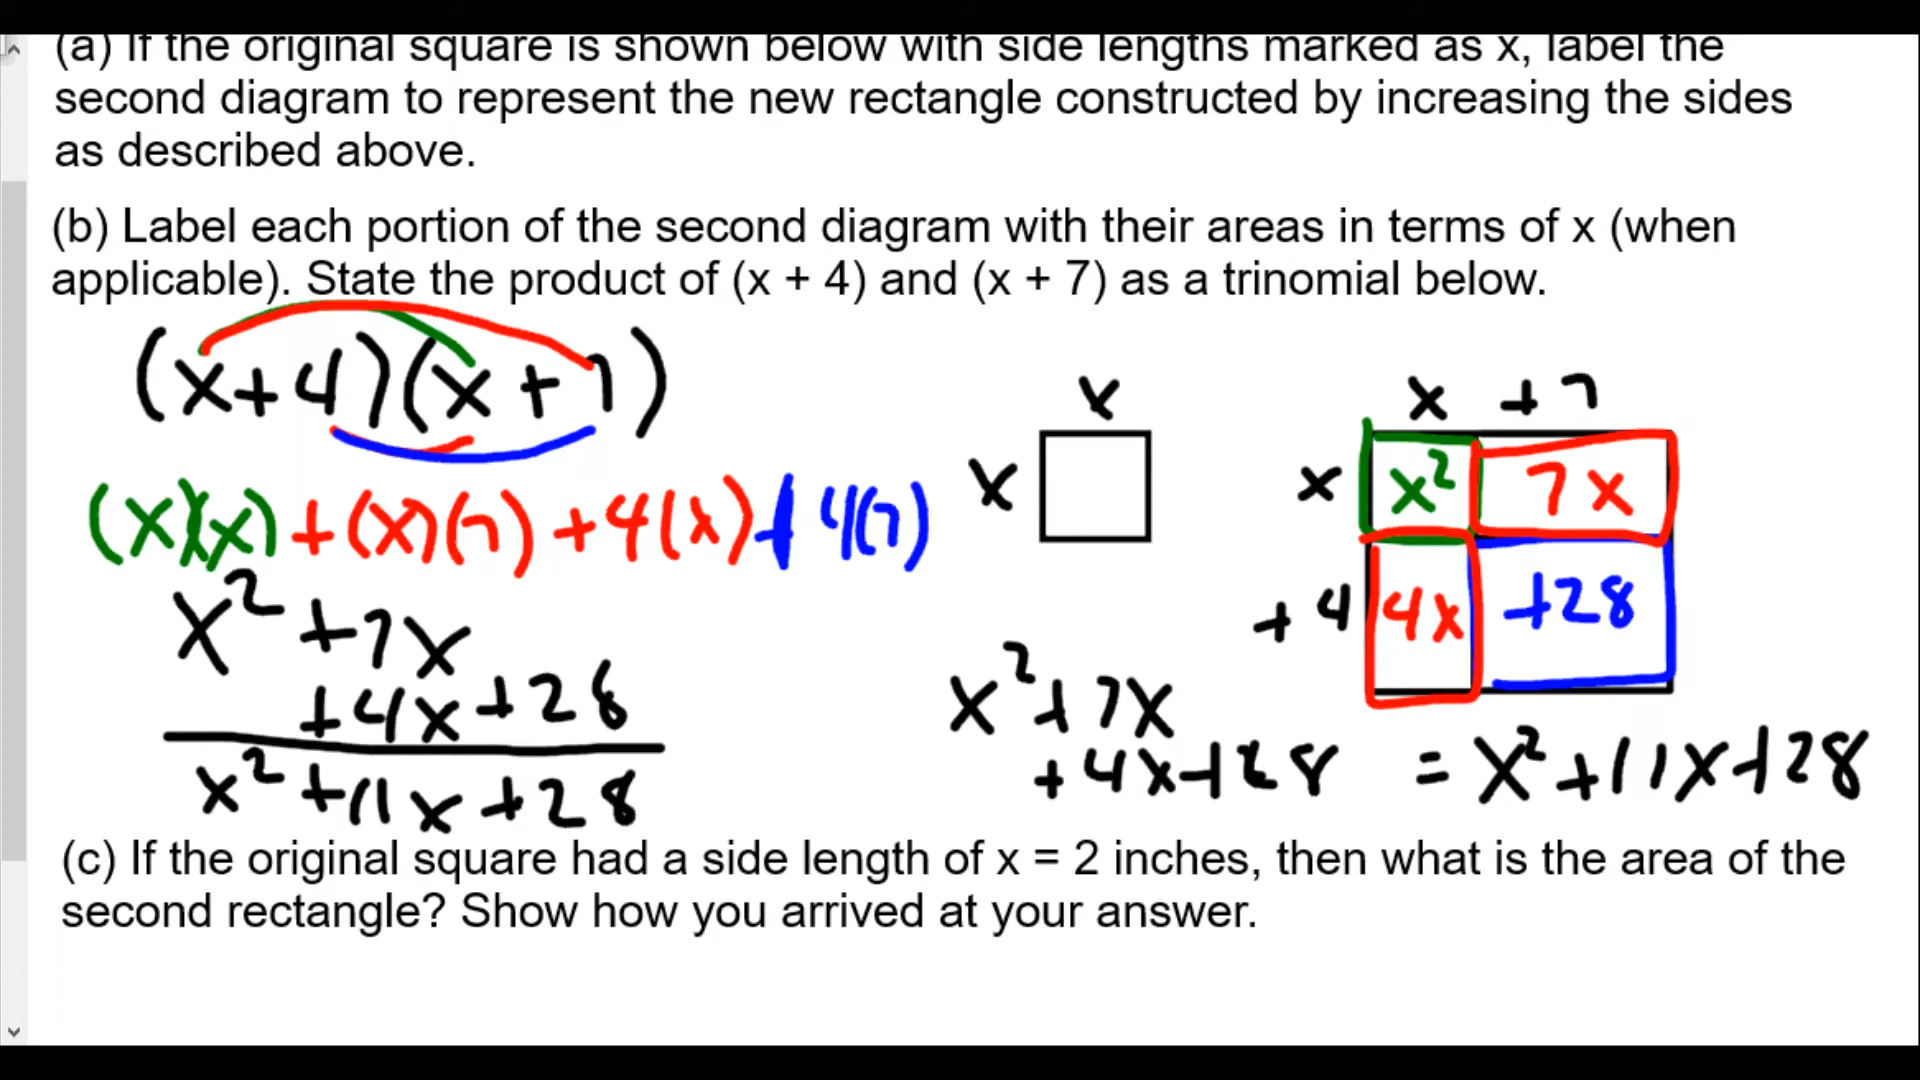 (a) If the original square is shown below with side lengths marked as x, label the
second diagram to represent the new rectangle constructed by increasing the sides
as described above.
(b) Label each portion of the second diagram with their areas in terms of x (when
applicable). State the product of (x + 4) and (x + 7) as a trinomial below.
(x+4)(x+7)
(x)(x)+(x)(7)+4(x)+4(7)
x²+7x
+4x+28
x²+11x+28
x
x
x +7
x x² 7x
+4 4x +28
x²+7x
+4x+28 = x²+11x+28
(c) If the original square had a side length of x = 2 inches, then what is the area of the
second rectangle? Show how you arrived at your answer.